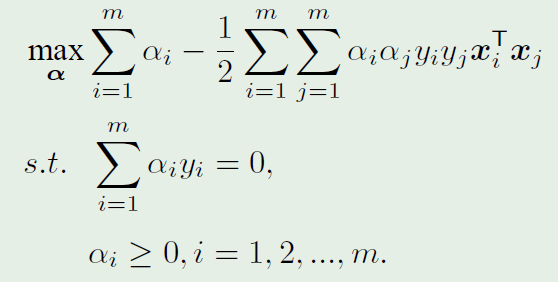 max_α ∑_{i=1}^{m} α_i − 1/2 ∑_{i=1}^{m} ∑_{j=1}^{m} α_i α_j y_i y_j x_i^T x_j
s.t. ∑_{i=1}^{m} α_i y_i = 0,
α_i ≥ 0, i = 1, 2, ..., m.